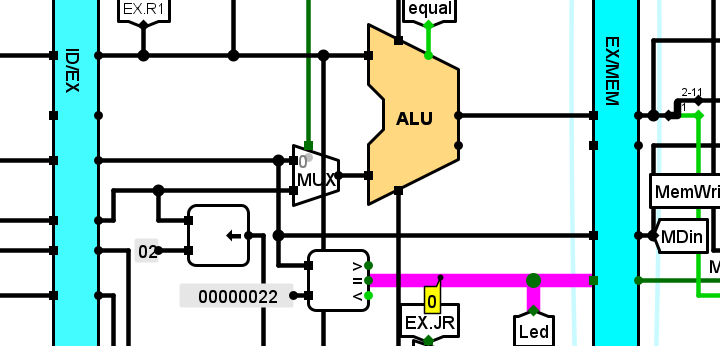 EX.R1
equal
ID/EX
EX/MEM
2-11
1
ALU
0
MUX
MemWri
02
MDin
>
=
<
M
00000022
0
EX.JR
Led